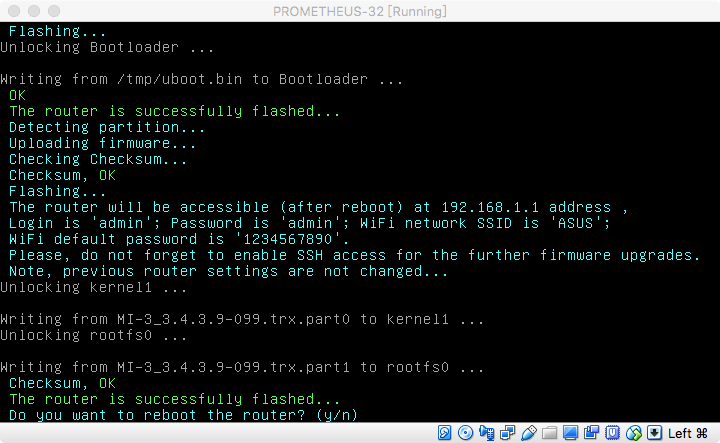 PROMETHEUS-32 [Running]
Flashing...
Unlocking Bootloader ...
Writing from /tmp/uboot.bin to Bootloader ...
OK
The router is successfully flashed...
Detecting partition...
Uploading firmware...
Checking Checksum...
Checksum, OK
Flashing...
The router will be accessible (after reboot) at 192.168.1.1 address ,
Login is 'admin'; Password is 'admin'; WiFi network SSID is 'ASUS';
WiFi default password is '1234567890'.
Please, do not forget to enable SSH access for the further firmware upgrades.
Note, previous router settings are not changed...
Unlocking kernel1 ...
Writing from MI-3_3.4.3.9-099.trx.part0 to kernel1 ...
Unlocking rootfs0 ...
Writing from MI-3_3.4.3.9-099.trx.part1 to rootfs0 ...
Checksum, OK
The router is successfully flashed...
Do you want to reboot the router? (y/n)
Left ⌘